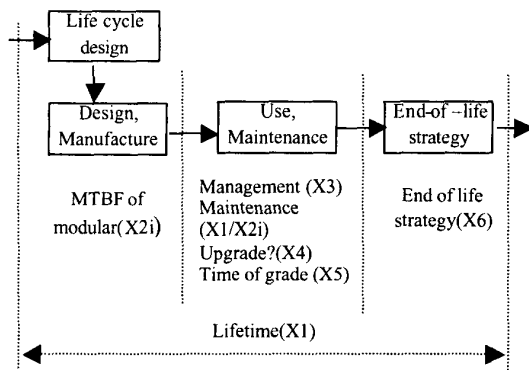 Life cycle
design
Design,
Manufacture
Use,
Maintenance
End-of –life
strategy
MTBF of
modular(X2i)
Management (X3)
Maintenance
(X1/X2i)
Upgrade?(X4)
Time of grade (X5)
End of life
strategy(X6)
Lifetime(X1)